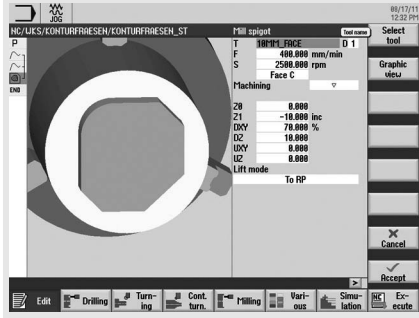 JOG
08/17/11
12:32 PM
NC/WKS/KONTURFRAESEN/KONTURFRAESEN_ST
Mill spigot
Tool name
Select
tool
P
END
T 10MM_FACE D 1
F 400.000 mm/min
S 2500.000 rpm
Face C
Machining ▽
Z0 0.000
Z1 -10.000 inc
DXY 70.000 %
DZ 10.000
UXY 0.000
UZ 0.000
Lift mode
To RP
Graphic
view
Cancel
Accept
>
Edit
Drilling
Turn-
ing
Cont.
turn.
Milling
Vari-
ous
Simu-
lation
NC
Ex-
ecute